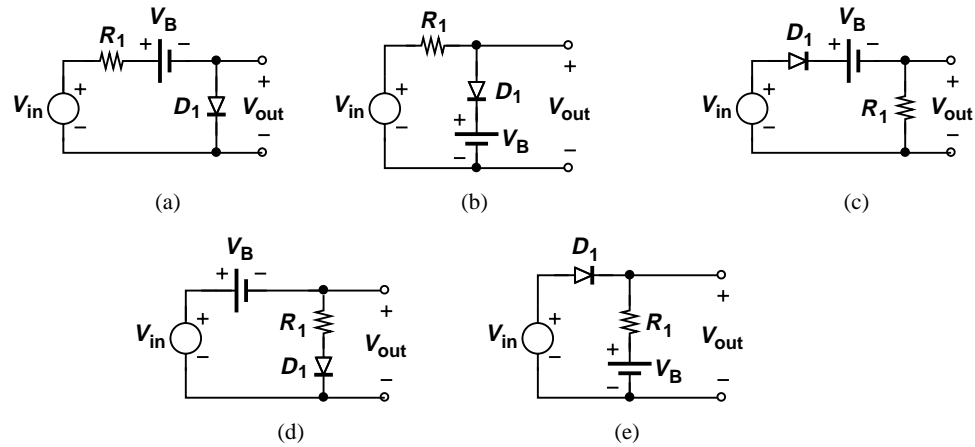 V_B
R_1 + −
+ + V_in D_1 V_out − −
(a)
R_1
+ + D_1 V_in + V_out − V_B − −
(b)
V_B
D_1 + −
+ + V_in R_1 V_out − −
(c)
V_B
+ −
+ + R_1 V_in V_out − D_1 −
(d)
D_1
+ + R_1 V_in + V_out − V_B − −
(e)